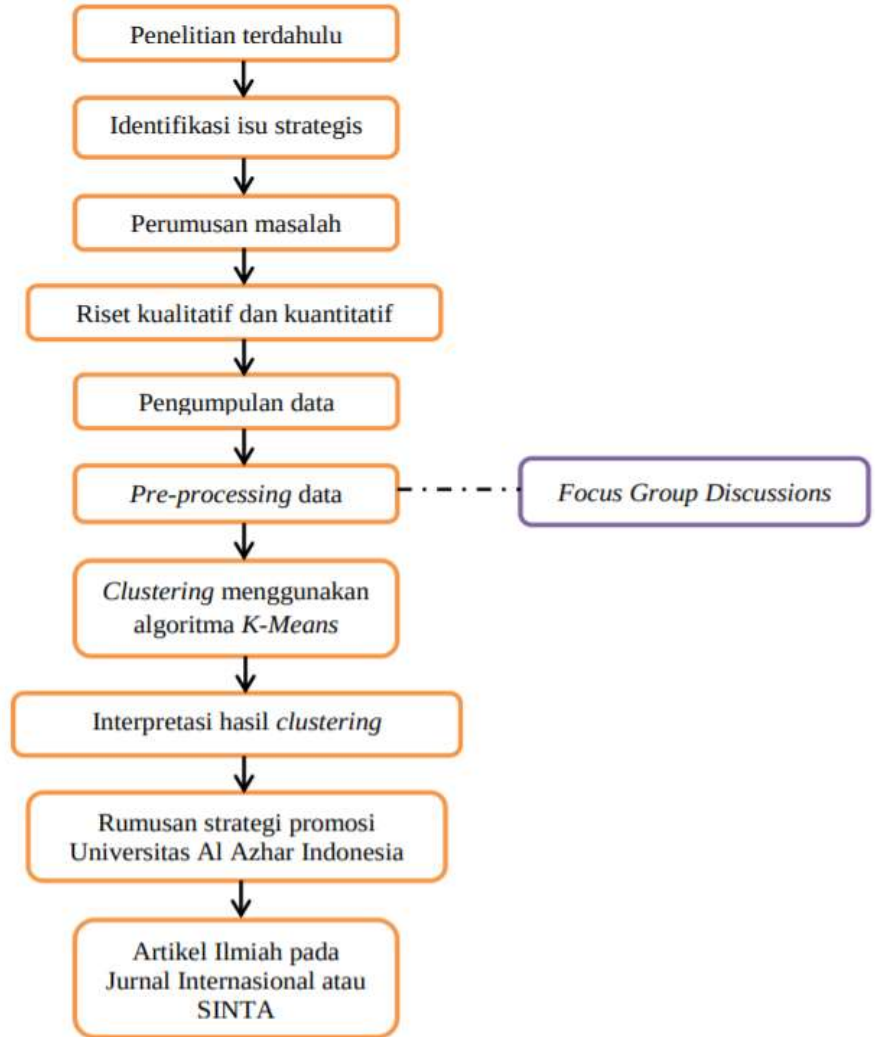 Penelitian terdahulu
Identifikasi isu strategis
Perumusan masalah
Riset kualitatif dan kuantitatif
Pengumpulan data
Pre-processing data
Focus Group Discussions
Clustering menggunakan
algoritma K-Means
Interpretasi hasil clustering
Rumusan strategi promosi
Universitas Al Azhar Indonesia
Artikel Ilmiah pada
Jurnal Internasional atau
SINTA